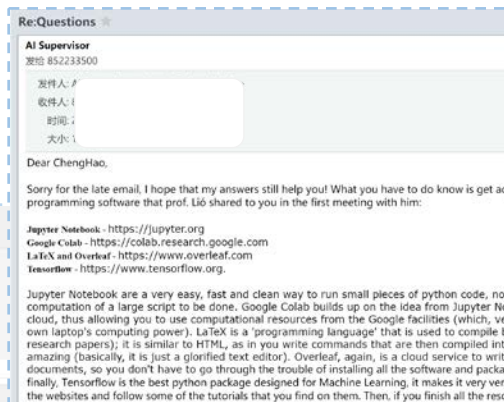 Re:Questions
AI Supervisor
发给 852233500
发件人:
收件人:
时间:
大小:
Dear ChengHao,
Sorry for the late email, I hope that my answers still help you! What you have to do know is get
programming software that prof. Lió shared to you in the first meeting with him:
Jupyter Notebook - https://jupyter.org
Google Colab - https://colab.research.google.com
LaTeX and Overleaf - https://www.overleaf.com
Tensorflow - https://www.tensorflow.org.
Jupyter Notebook are a very easy, fast and clean way to run small pieces of python code, no
computation of a large script to be done. Google Colab builds up on the idea from Jupyter
cloud, thus allowing you to use computational resources from the Google facilities (which,
own laptop's computing power). LaTeX is a 'programming language' that is used to compile
research papers); it is similar to HTML, as in you write commands that are then compiled
amazing (basically, it is just a glorified text editor). Overleaf, again, is a cloud service to
documents, so you don't have to go through the trouble of installing all the software and
finally, Tensorflow is the best python package designed for Machine Learning, it makes it very
the websites and follow some of the tutorials that you find on them. Then, if you finish all the